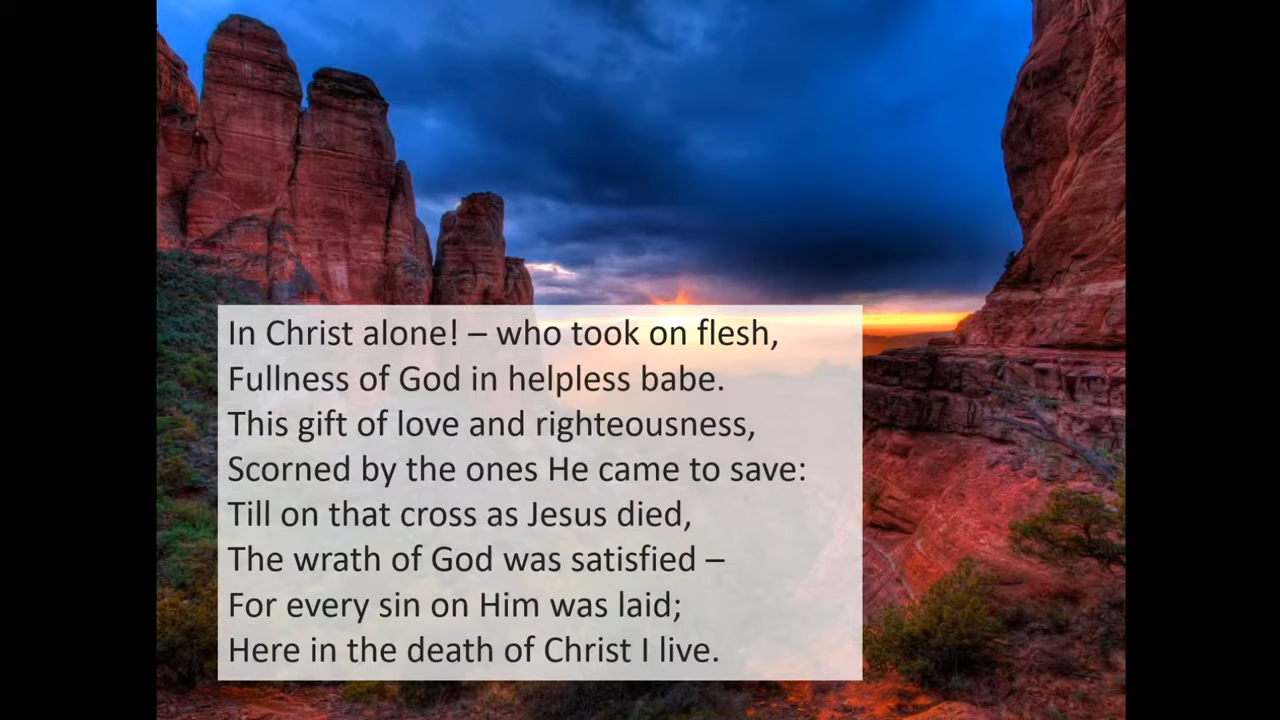 In Christ alone! – who took on flesh,
Fullness of God in helpless babe.
This gift of love and righteousness,
Scorned by the ones He came to save:
Till on that cross as Jesus died,
The wrath of God was satisfied –
For every sin on Him was laid;
Here in the death of Christ I live.